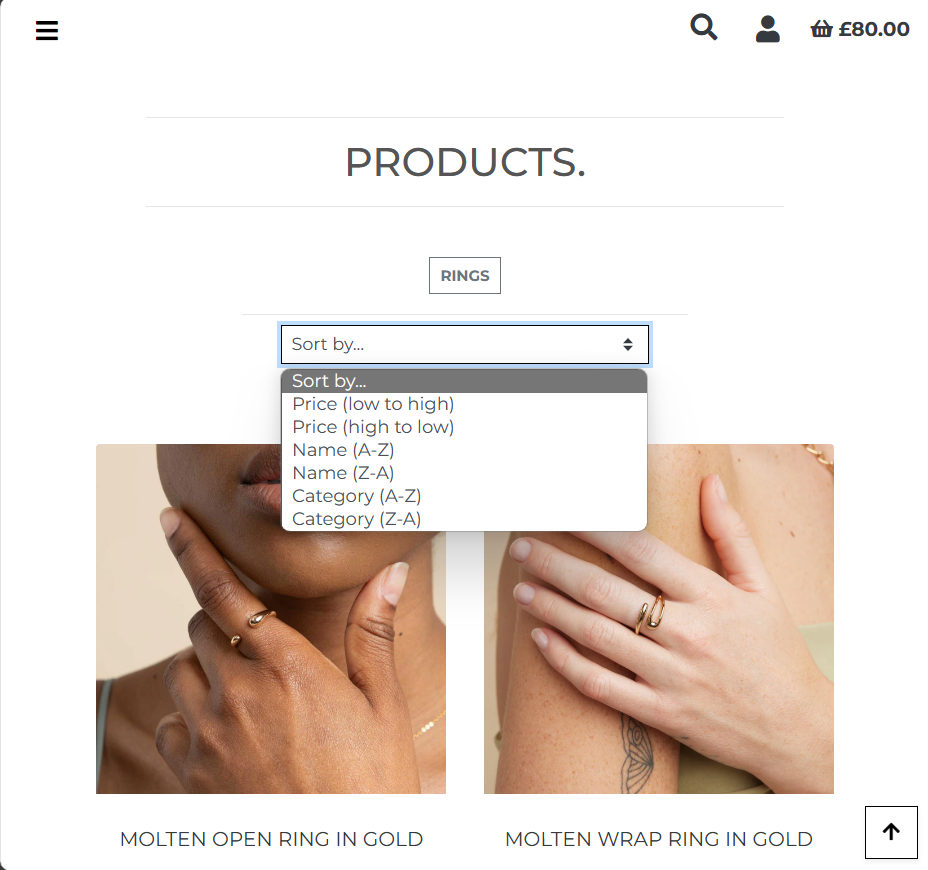 £80.00
PRODUCTS.
RINGS
Sort by...
Sort by...
Price (low to high)
Price (high to low)
Name (A-Z)
Name (Z-A)
Category (A-Z)
Category (Z-A)
MOLTEN OPEN RING IN GOLD
MOLTEN WRAP RING IN GOLD